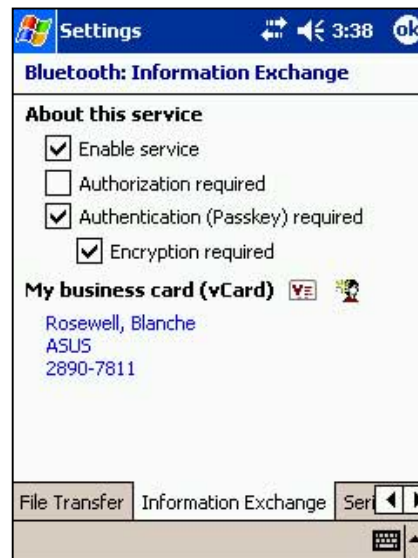 Settings 3:38 ok
Bluetooth: Information Exchange
About this service
Enable service
Authorization required
Authentication (Passkey) required
Encryption required
My business card (vCard)
Rosewell, Blanche
ASUS
2890-7811
File Transfer Information Exchange Seri